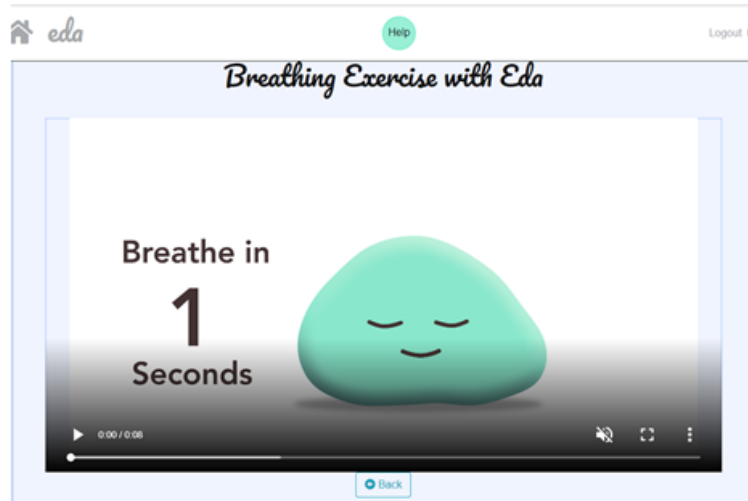 eda
Help
Logout
Breathing Exercise with Eda
Breathe in
1
Seconds
0:00 / 0:08
Back